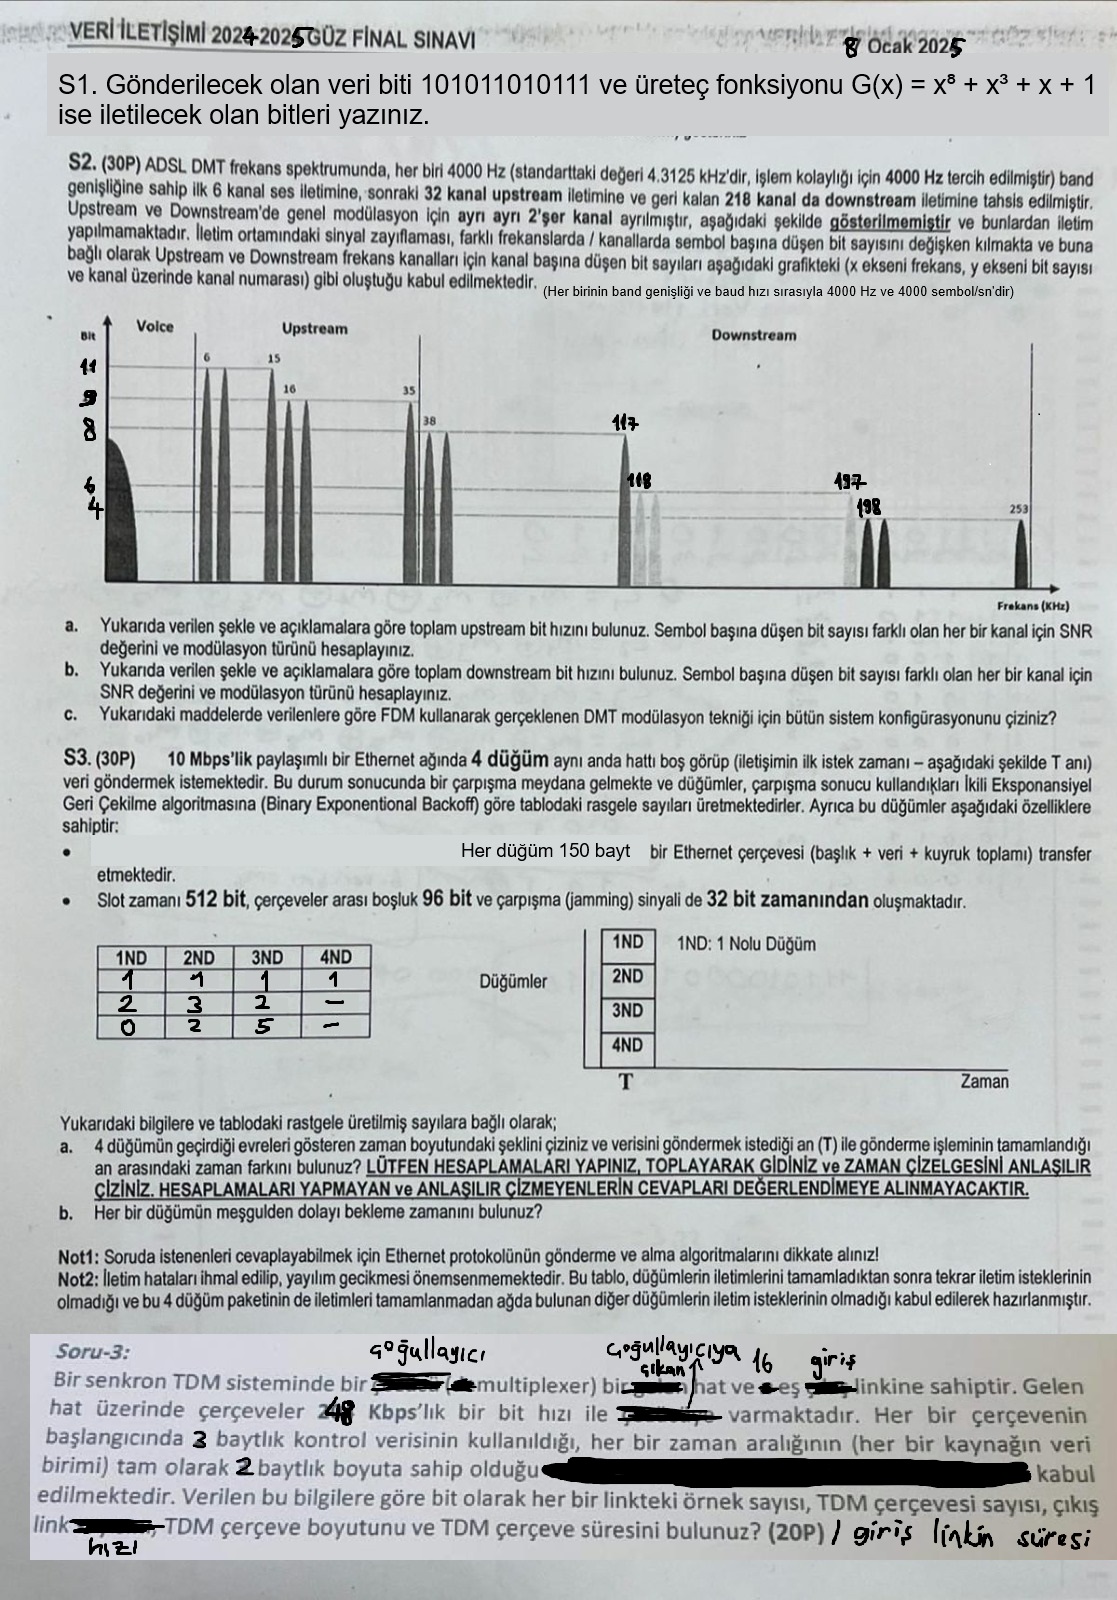 VERİ İLETİŞİMİ 2024-2025 GÜZ FİNAL SINAVI
8 Ocak 2025
S1. Gönderilecek olan veri biti 101011010111 ve üreteç fonksiyonu G(x) = x⁸ + x³ + x + 1
ise iletilecek olan bitleri yazınız.
S2. (30P) ADSL DMT frekans spektrumunda, her biri 4000 Hz (standarttaki değeri 4.3125 kHz'dir, işlem kolaylığı için 4000 Hz tercih edilmiştir) band
genişliğine sahip ilk 6 kanal ses iletimine, sonraki 32 kanal upstream iletimine ve geri kalan 218 kanal da downstream iletimine tahsis edilmiştir.
Upstream ve Downstream'de genel modülasyon için ayrı ayrı 2'şer kanal ayrılmıştır, aşağıdaki şekilde gösterilmemiştir ve bunlardan iletim
yapılmamaktadır. İletim ortamındaki sinyal zayıflaması, farklı frekanslarda / kanallarda sembol başına düşen bit sayısını değişken kılmakta ve buna
bağlı olarak Upstream ve Downstream frekans kanalları için kanal başına düşen bit sayıları aşağıdaki grafikteki (x ekseni frekans, y ekseni bit sayısı
ve kanal üzerinde kanal numarası) gibi oluştuğu kabul edilmektedir. (Her birinin band genişliği ve baud hızı sırasıyla 4000 Hz ve 4000 sembol/sn'dir)
Bit
Voice
Upstream
Downstream
11
9
8
6
4
6
15
16
35
38
117
118
197
198
253
Frekans (KHz)
a. Yukarıda verilen şekle ve açıklamalara göre toplam upstream bit hızını bulunuz. Sembol başına düşen bit sayısı farklı olan her bir kanal için SNR
değerini ve modülasyon türünü hesaplayınız.
b. Yukarıda verilen şekle ve açıklamalara göre toplam downstream bit hızını bulunuz. Sembol başına düşen bit sayısı farklı olan her bir kanal için
SNR değerini ve modülasyon türünü hesaplayınız.
c. Yukarıdaki maddelerde verilenlere göre FDM kullanarak gerçeklenen DMT modülasyon tekniği için bütün sistem konfigürasyonunu çiziniz?
S3. (30P) 10 Mbps'lik paylaşımlı bir Ethernet ağında 4 düğüm aynı anda hattı boş görüp (iletişimin ilk istek zamanı – aşağıdaki şekilde T anı)
veri göndermek istemektedir. Bu durum sonucunda bir çarpışma meydana gelmekte ve düğümler, çarpışma sonucu kullandıkları İkili Eksponansiyel
Geri Çekilme algoritmasına (Binary Exponentional Backoff) göre tablodaki rasgele sayıları üretmektedirler. Ayrıca bu düğümler aşağıdaki özelliklere
sahiptir:
• Her düğüm 150 bayt bir Ethernet çerçevesi (başlık + veri + kuyruk toplamı) transfer
etmektedir.
• Slot zamanı 512 bit, çerçeveler arası boşluk 96 bit ve çarpışma (jamming) sinyali de 32 bit zamanından oluşmaktadır.
1ND 2ND 3ND 4ND
1 1 1 1
2 3 2 –
0 2 5 –
Düğümler
1ND
2ND
3ND
4ND
1ND: 1 Nolu Düğüm
T
Zaman
Yukarıdaki bilgilere ve tablodaki rastgele üretilmiş sayılara bağlı olarak;
a. 4 düğümün geçirdiği evreleri gösteren zaman boyutundaki şeklini çiziniz ve verisini göndermek istediği an (T) ile gönderme işleminin tamamlandığı
an arasındaki zaman farkını bulunuz? LÜTFEN HESAPLAMALARI YAPINIZ, TOPLAYARAK GİDİNİZ ve ZAMAN ÇİZELGESİNİ ANLAŞILIR
ÇİZİNİZ. HESAPLAMALARI YAPMAYAN ve ANLAŞILIR ÇİZMEYENLERİN CEVAPLARI DEĞERLENDİMEYE ALINMAYACAKTIR.
b. Her bir düğümün meşgulden dolayı bekleme zamanını bulunuz?
Not1: Soruda istenenleri cevaplayabilmek için Ethernet protokolünün gönderme ve alma algoritmalarını dikkate alınız!
Not2: İletim hataları ihmal edilip, yayılım gecikmesi önemsenmemektedir. Bu tablo, düğümlerin iletimlerini tamamladıktan sonra tekrar iletim isteklerinin
olmadığı ve bu 4 düğüm paketinin de iletimleri tamamlanmadan ağda bulunan diğer düğümlerin iletim isteklerinin olmadığı kabul edilerek hazırlanmıştır.
Soru-3:
çoğullayıcı
çoğullayıcıya
çıkan
16 giriş
Bir senkron TDM sisteminde bir multiplexer) bir hat ve eş linkine sahiptir. Gelen
hat üzerinde çerçeveler 48 Kbps'lık bir bit hızı ile varmaktadır. Her bir çerçevenin
başlangıcında 3 baytlık kontrol verisinin kullanıldığı, her bir zaman aralığının (her bir kaynağın veri
birimi) tam olarak 2 baytlık boyuta sahip olduğu kabul
edilmektedir. Verilen bu bilgilere göre bit olarak her bir linkteki örnek sayısı, TDM çerçevesi sayısı, çıkış
link TDM çerçeve boyutunu ve TDM çerçeve süresini bulunuz? (20P) / giriş linkin süresi
hızı